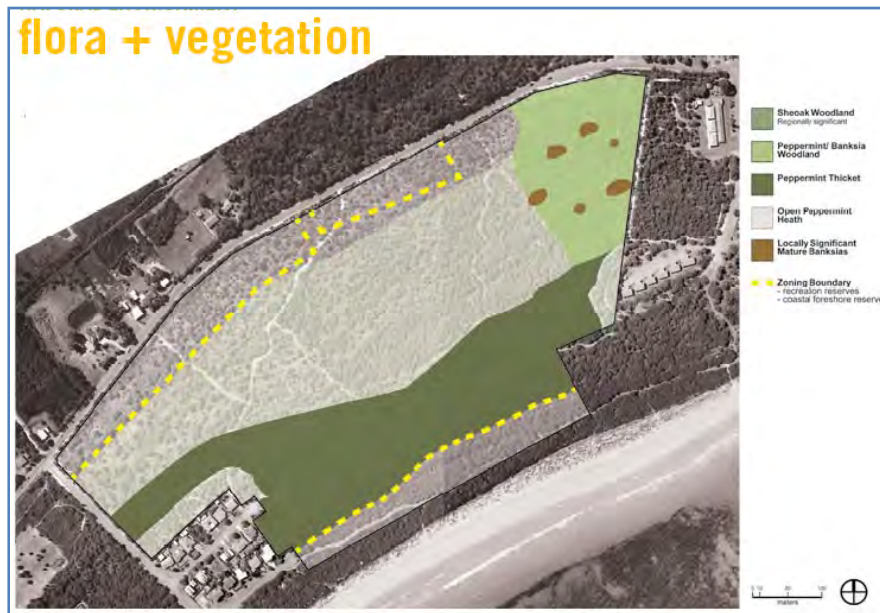 flora + vegetation
Sheoak Woodland
Regionally significant
Peppermint/ Banksia
Woodland
Peppermint Thicket
Open Peppermint
Heath
Locally Significant
Mature Banksias
Zoning Boundary
- recreation reserves
- coastal foreshore reserve
meters